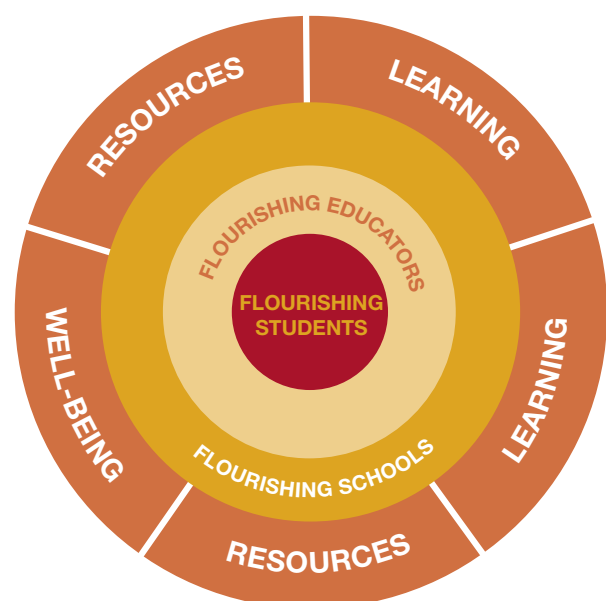 RESOURCES
LEARNING
FLOURISHING EDUCATORS
FLOURISHING
STUDENTS
WELL-BEING
LEARNING
FLOURISHING SCHOOLS
RESOURCES